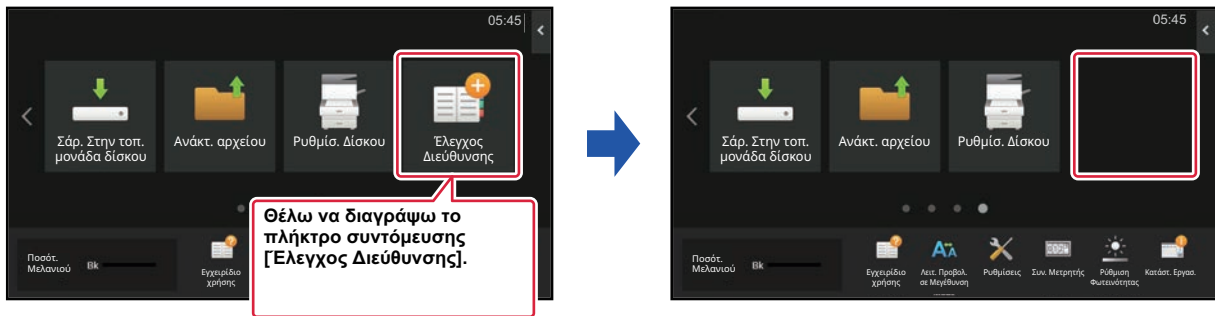 05:45
Σάρ. Στην τοπ.
μονάδα δίσκου
Ανάκτ. αρχείου
Ρυθμίσ. Δίσκου
Έλεγχος
Διεύθυνσης
Θέλω να διαγράψω το
πλήκτρο συντόμευσης
[Έλεγχος Διεύθυνσης].
Ποσότ.
Μελανιού
Bk
Εγχειρίδιο
χρήσης
05:45
Σάρ. Στην τοπ.
μονάδα δίσκου
Ανάκτ. αρχείου
Ρυθμίσ. Δίσκου
Ποσότ.
Μελανιού
Bk
Εγχειρίδιο
χρήσης
Λειτ. Προβολ.
σε Μεγέθυνση
Ρυθμίσεις
Συν. Μετρητής
Ρύθμιση
Φωτεινότητας
Κατάστ. Εργασ.